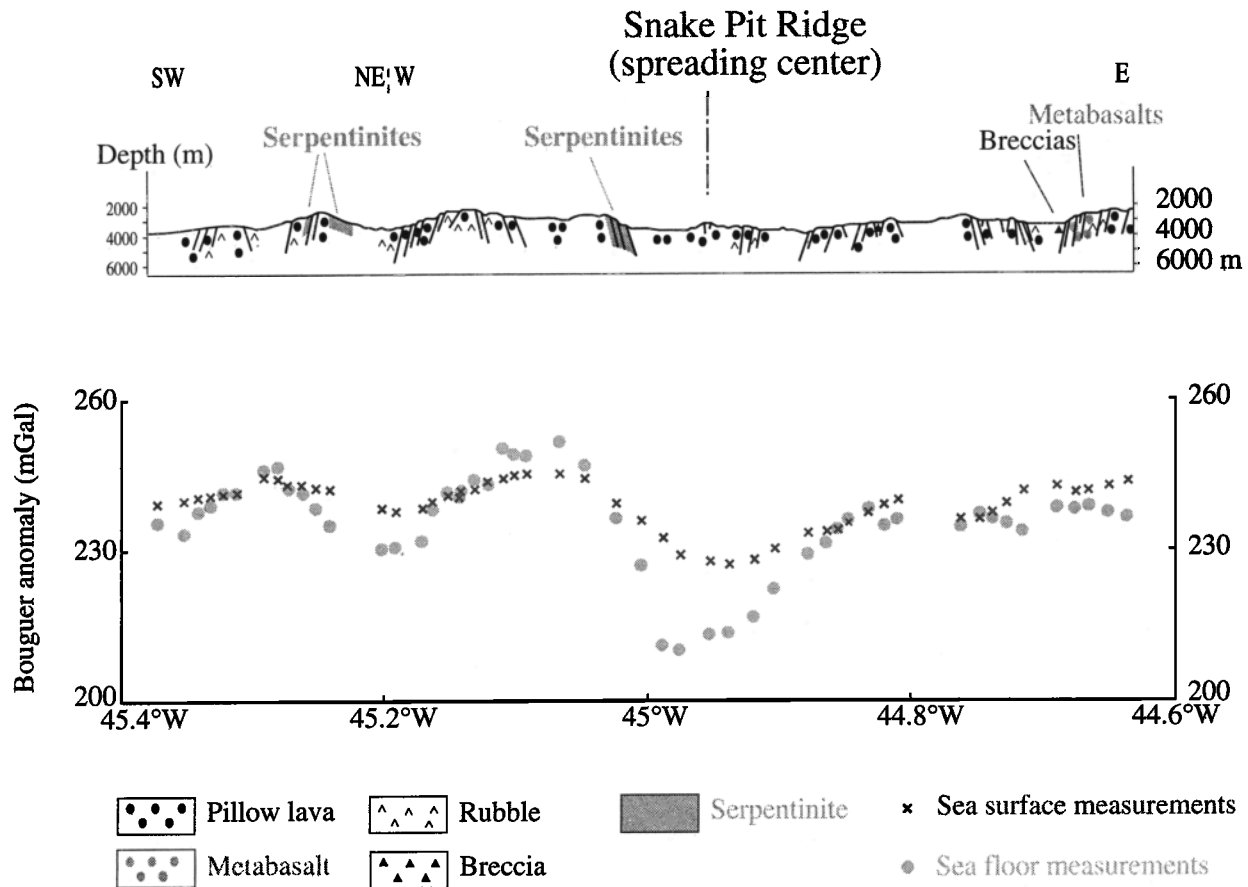 Snake Pit Ridge
(spreading center)
SW
NE¦W
E
Serpentinites
Serpentinites
Metabasalts
Breccias
Depth (m)
2000
4000
6000
2000
4000
6000 m
Bouguer anomaly (mGal)
260
230
200
260
230
200
45.4°W
45.2°W
45°W
44.8°W
44.6°W
Pillow lava
Rubble
Serpentinite
Sea surface measurements
Metabasalt
Breccia
Sea floor measurements